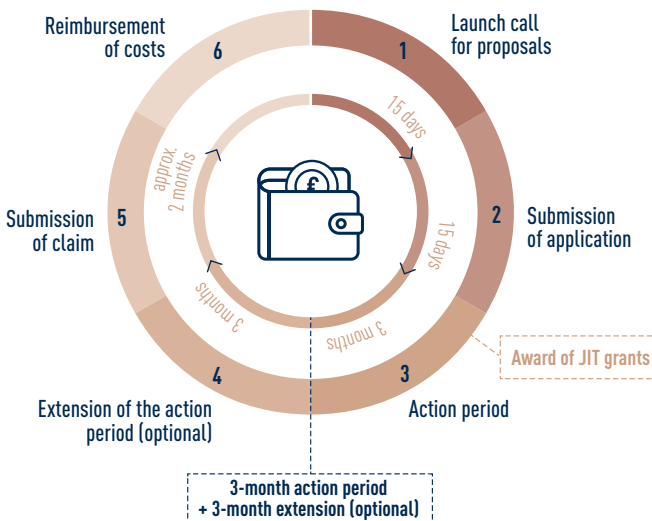 1
Launch call
for proposals
15 days
2
Submission
of application
15 days
Award of JIT grants
3
Action period
3 months
3-month action period
+ 3-month extension (optional)
4
Extension of the action
period (optional)
3 months
5
Submission
of claim
approx.
2 months
6
Reimbursement
of costs
£